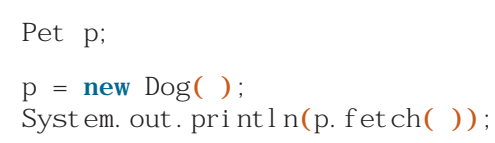 Pet p;
p = new Dog( );
System.out.println(p.fetch( ));